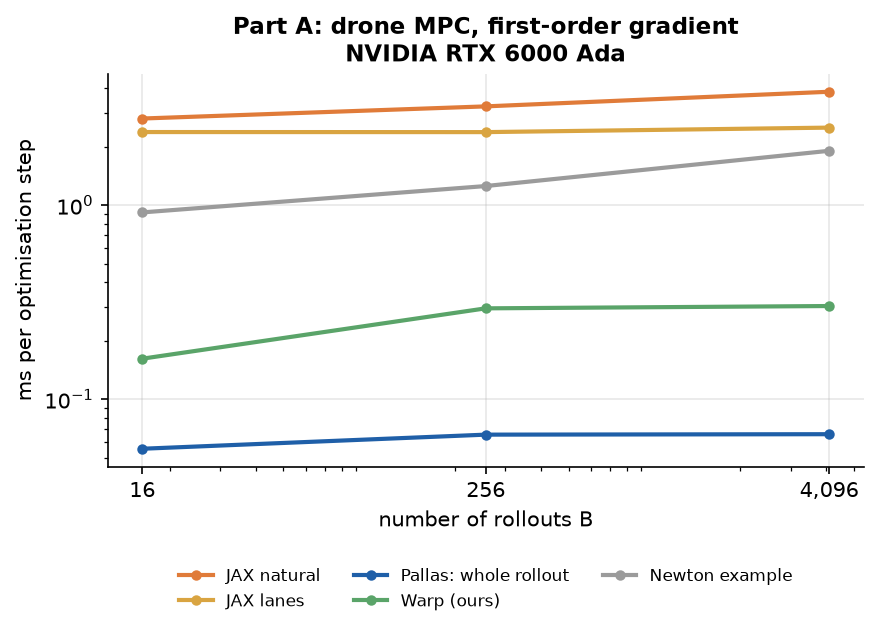 Part A: drone MPC, first-order gradient
NVIDIA RTX 6000 Ada
ms per optimisation step
10⁰
10⁻¹
16
256
4,096
number of rollouts B
JAX natural
JAX lanes
Pallas: whole rollout
Warp (ours)
Newton example